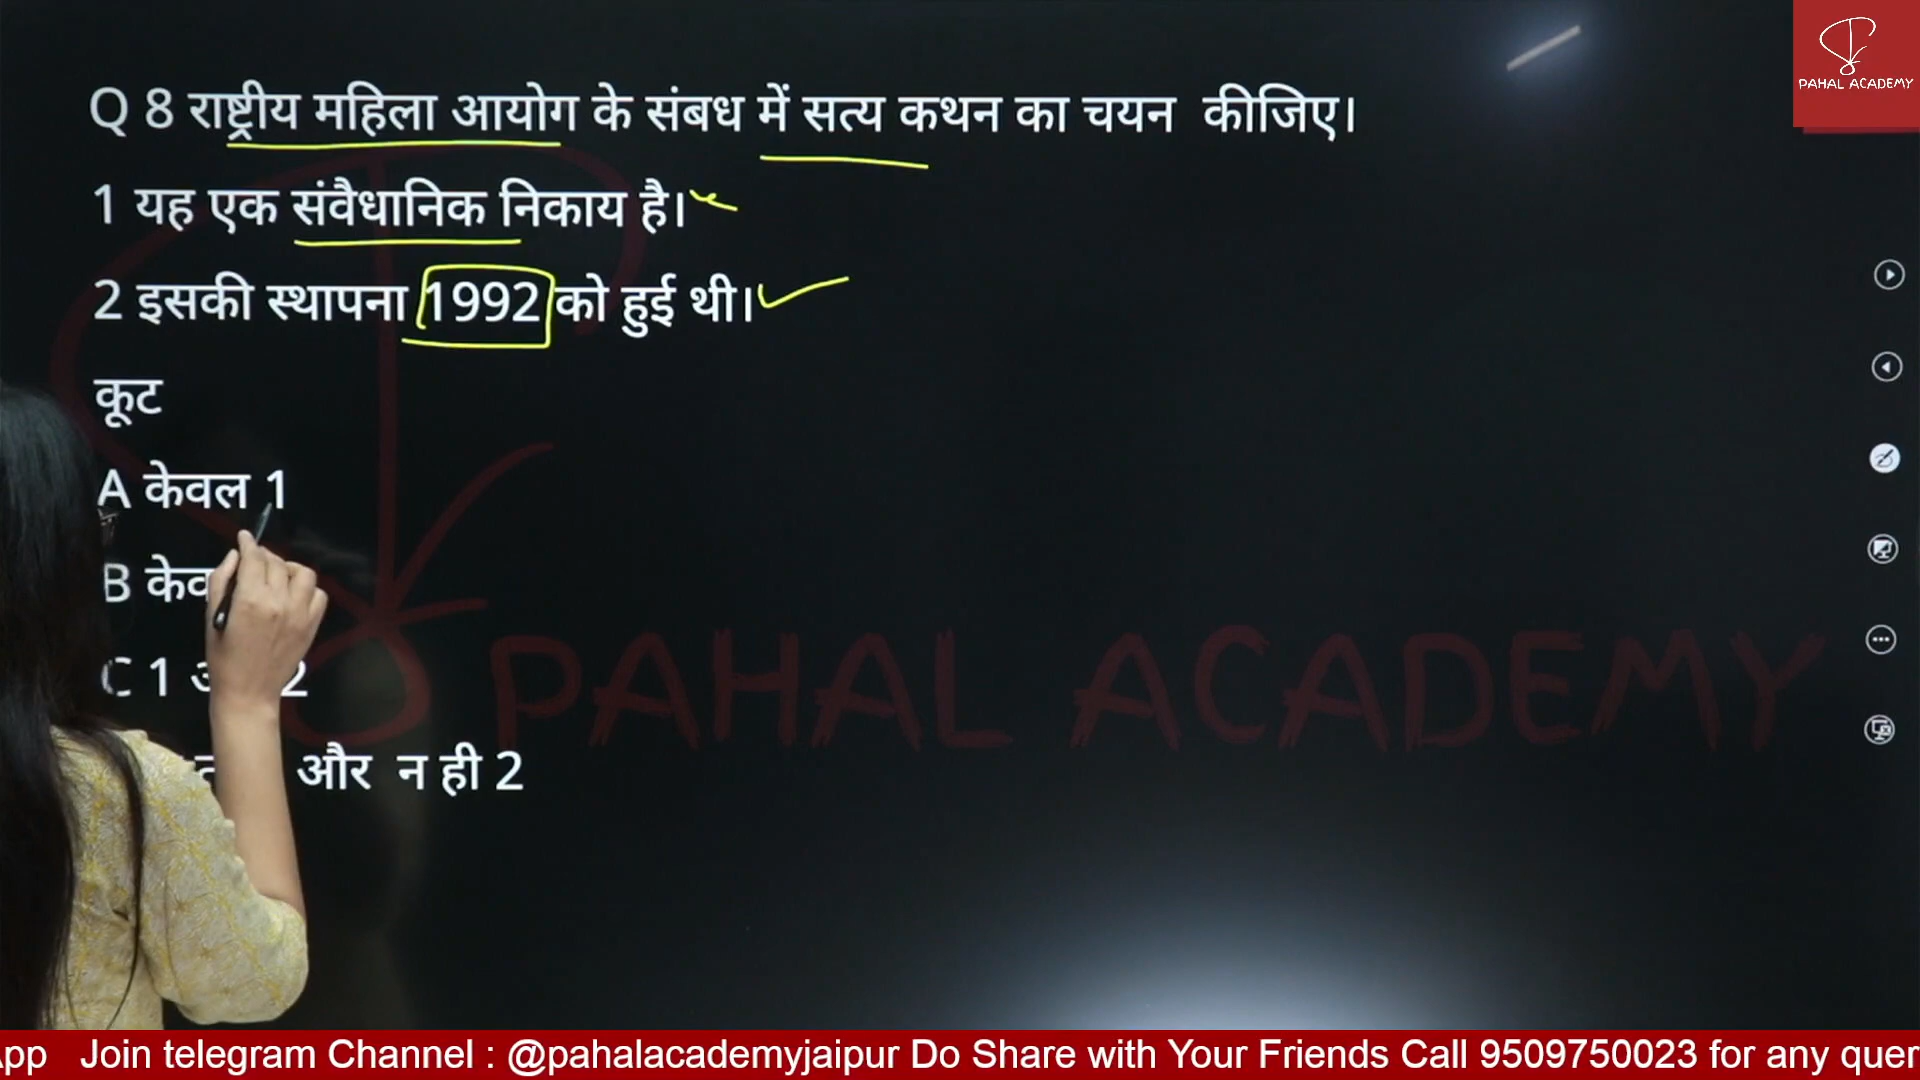 PAHAL ACADEMY
Q 8 राष्ट्रीय महिला आयोग के संबध में सत्य कथन का चयन कीजिए।
1 यह एक संवैधानिक निकाय है।
2 इसकी स्थापना 1992 को हुई थी।
कूट
A केवल 1
B
C 1 2
और न ही 2
PAHAL ACADEMY
Join telegram Channel : @pahalacademyjaipur Do Share with Your Friends Call 9509750023 for any